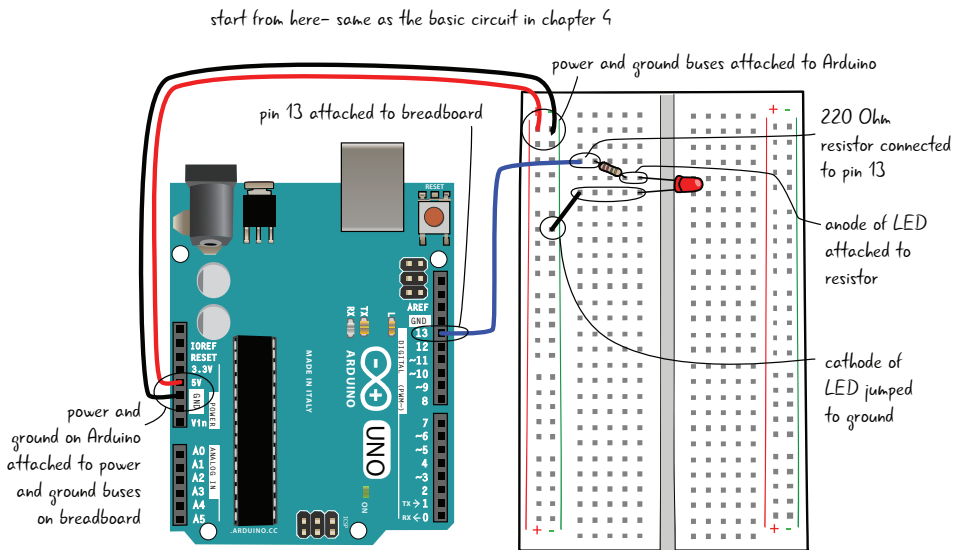 start from here– same as the basic circuit in chapter 4
power and ground buses attached to Arduino
pin 13 attached to breadboard
220 Ohm
resistor connected
to pin 13
anode of LED
attached to
resistor
cathode of
LED jumped
to ground
power and
ground on Arduino
attached to power
and ground buses
on breadboard
RESET
AREF
GND
13
12
~11
~10
~9
8
7
~6
~5
4
~3
2
TX→1
RX←0
DIGITAL (PWM~)
IOREF
RESET
3.3V
5V
GND
Vin
POWER
A0
A1
A2
A3
A4
A5
ANALOG IN
RX
TX
L
MADE IN ITALY
ARDUINO
UNO
ON
ICSP
ARDUINO.CC
+ -
+ -
+ -
+ -